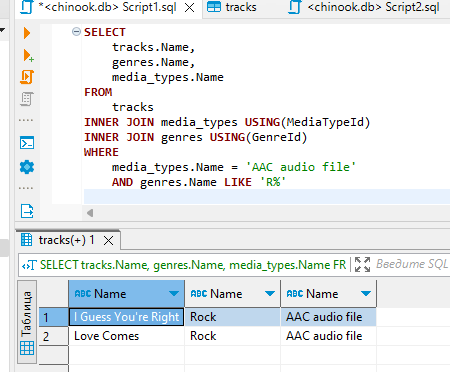 *<chinook.db> Script1.sql
tracks
<chinook.db> Script2.sql
SELECT
tracks.Name,
genres.Name,
media_types.Name
FROM
tracks
INNER JOIN media_types USING(MediaTypeId)
INNER JOIN genres USING(GenreId)
WHERE
media_types.Name = 'AAC audio file'
AND genres.Name LIKE 'R%'
tracks(+) 1
SELECT tracks.Name, genres.Name, media_types.Name FR
Введите SQL
Таблица
ABC Name
ABC Name
ABC Name
1 I Guess You're Right Rock AAC audio file
2 Love Comes Rock AAC audio file